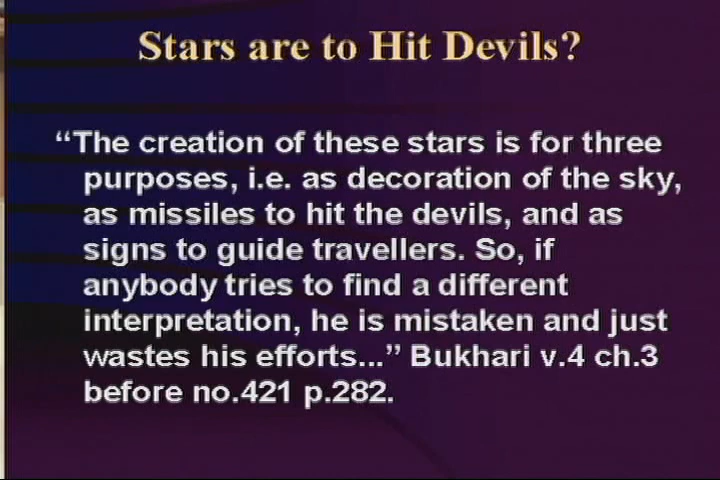 Stars are to Hit Devils?
“The creation of these stars is for three
purposes, i.e. as decoration of the sky,
as missiles to hit the devils, and as
signs to guide travellers. So, if
anybody tries to find a different
interpretation, he is mistaken and just
wastes his efforts...” Bukhari v.4 ch.3
before no.421 p.282.